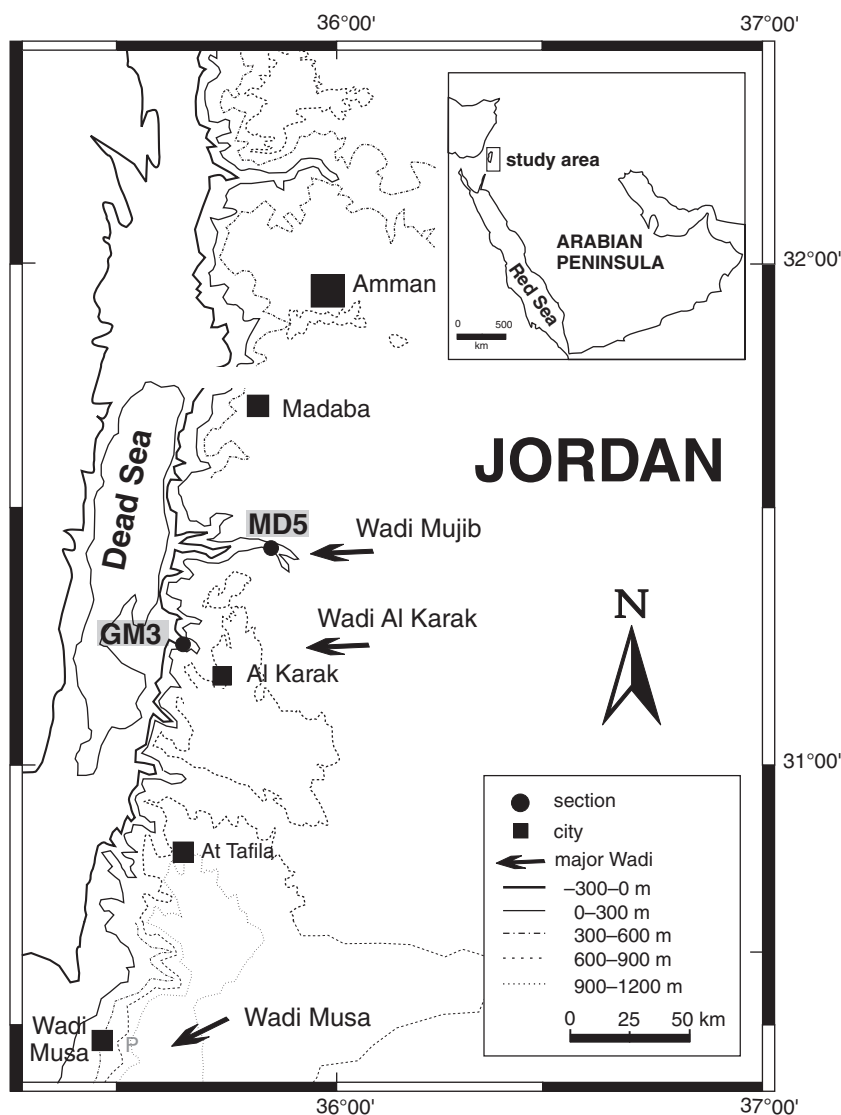 36°00'
37°00'
study area
ARABIAN
PENINSULA
Red Sea
0 500
km
32°00'
Amman
Madaba
JORDAN
Dead Sea
MD5
Wadi Mujib
N
Wadi Al Karak
GM3
Al Karak
31°00'
section
city
major Wadi
–300–0 m
0–300 m
300–600 m
600–900 m
900–1200 m
0 25 50 km
At Tafila
Wadi
Musa
P
Wadi Musa
36°00'
37°00'